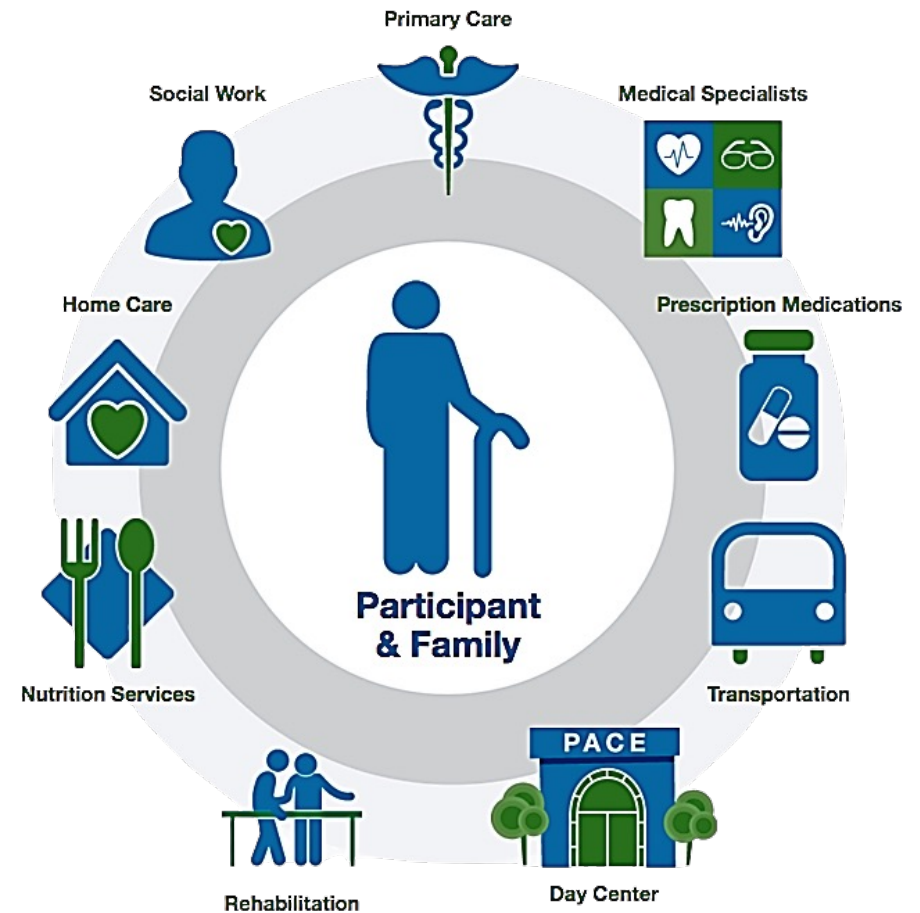 Primary Care
Social Work
Medical Specialists
Home Care
Prescription Medications
Participant
& Family
Nutrition Services
Transportation
PACE
Rehabilitation
Day Center